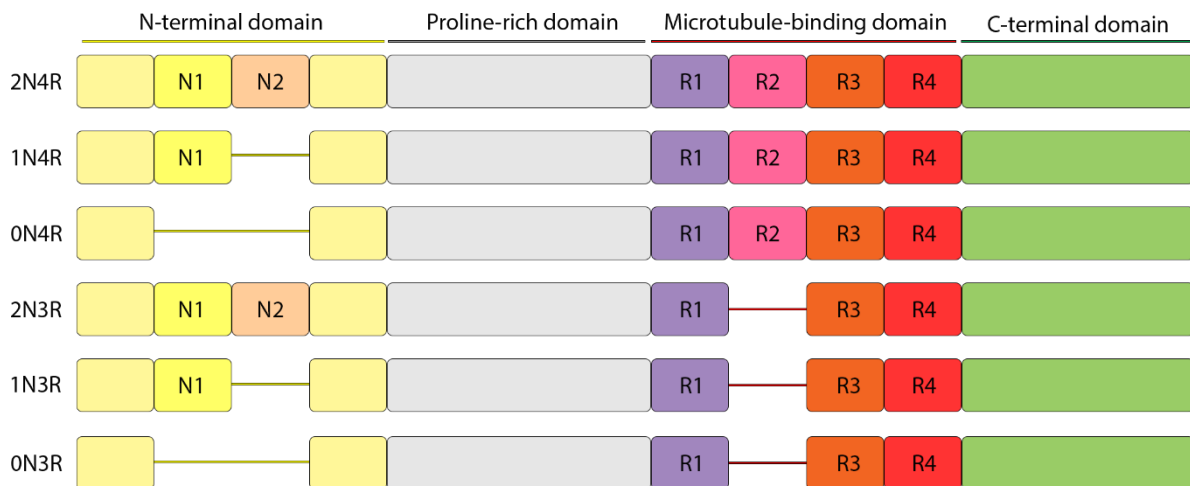 N-terminal domain Proline-rich domain Microtubule-binding domain C-terminal domain
2N4R N1 N2 R1 R2 R3 R4
1N4R N1 R1 R2 R3 R4
0N4R R1 R2 R3 R4
2N3R N1 N2 R1 R3 R4
1N3R N1 R1 R3 R4
0N3R R1 R3 R4